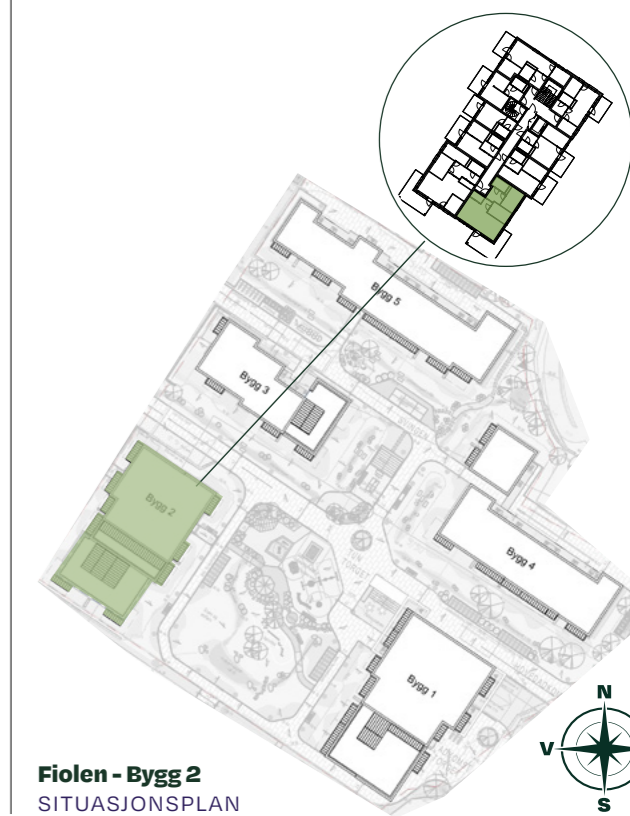 Bygg 5
Bygg 3
Bygg 2
Bygg 4
Bygg 1
N
V
S
Fiolen - Bygg 2
SITUASJONSPLAN